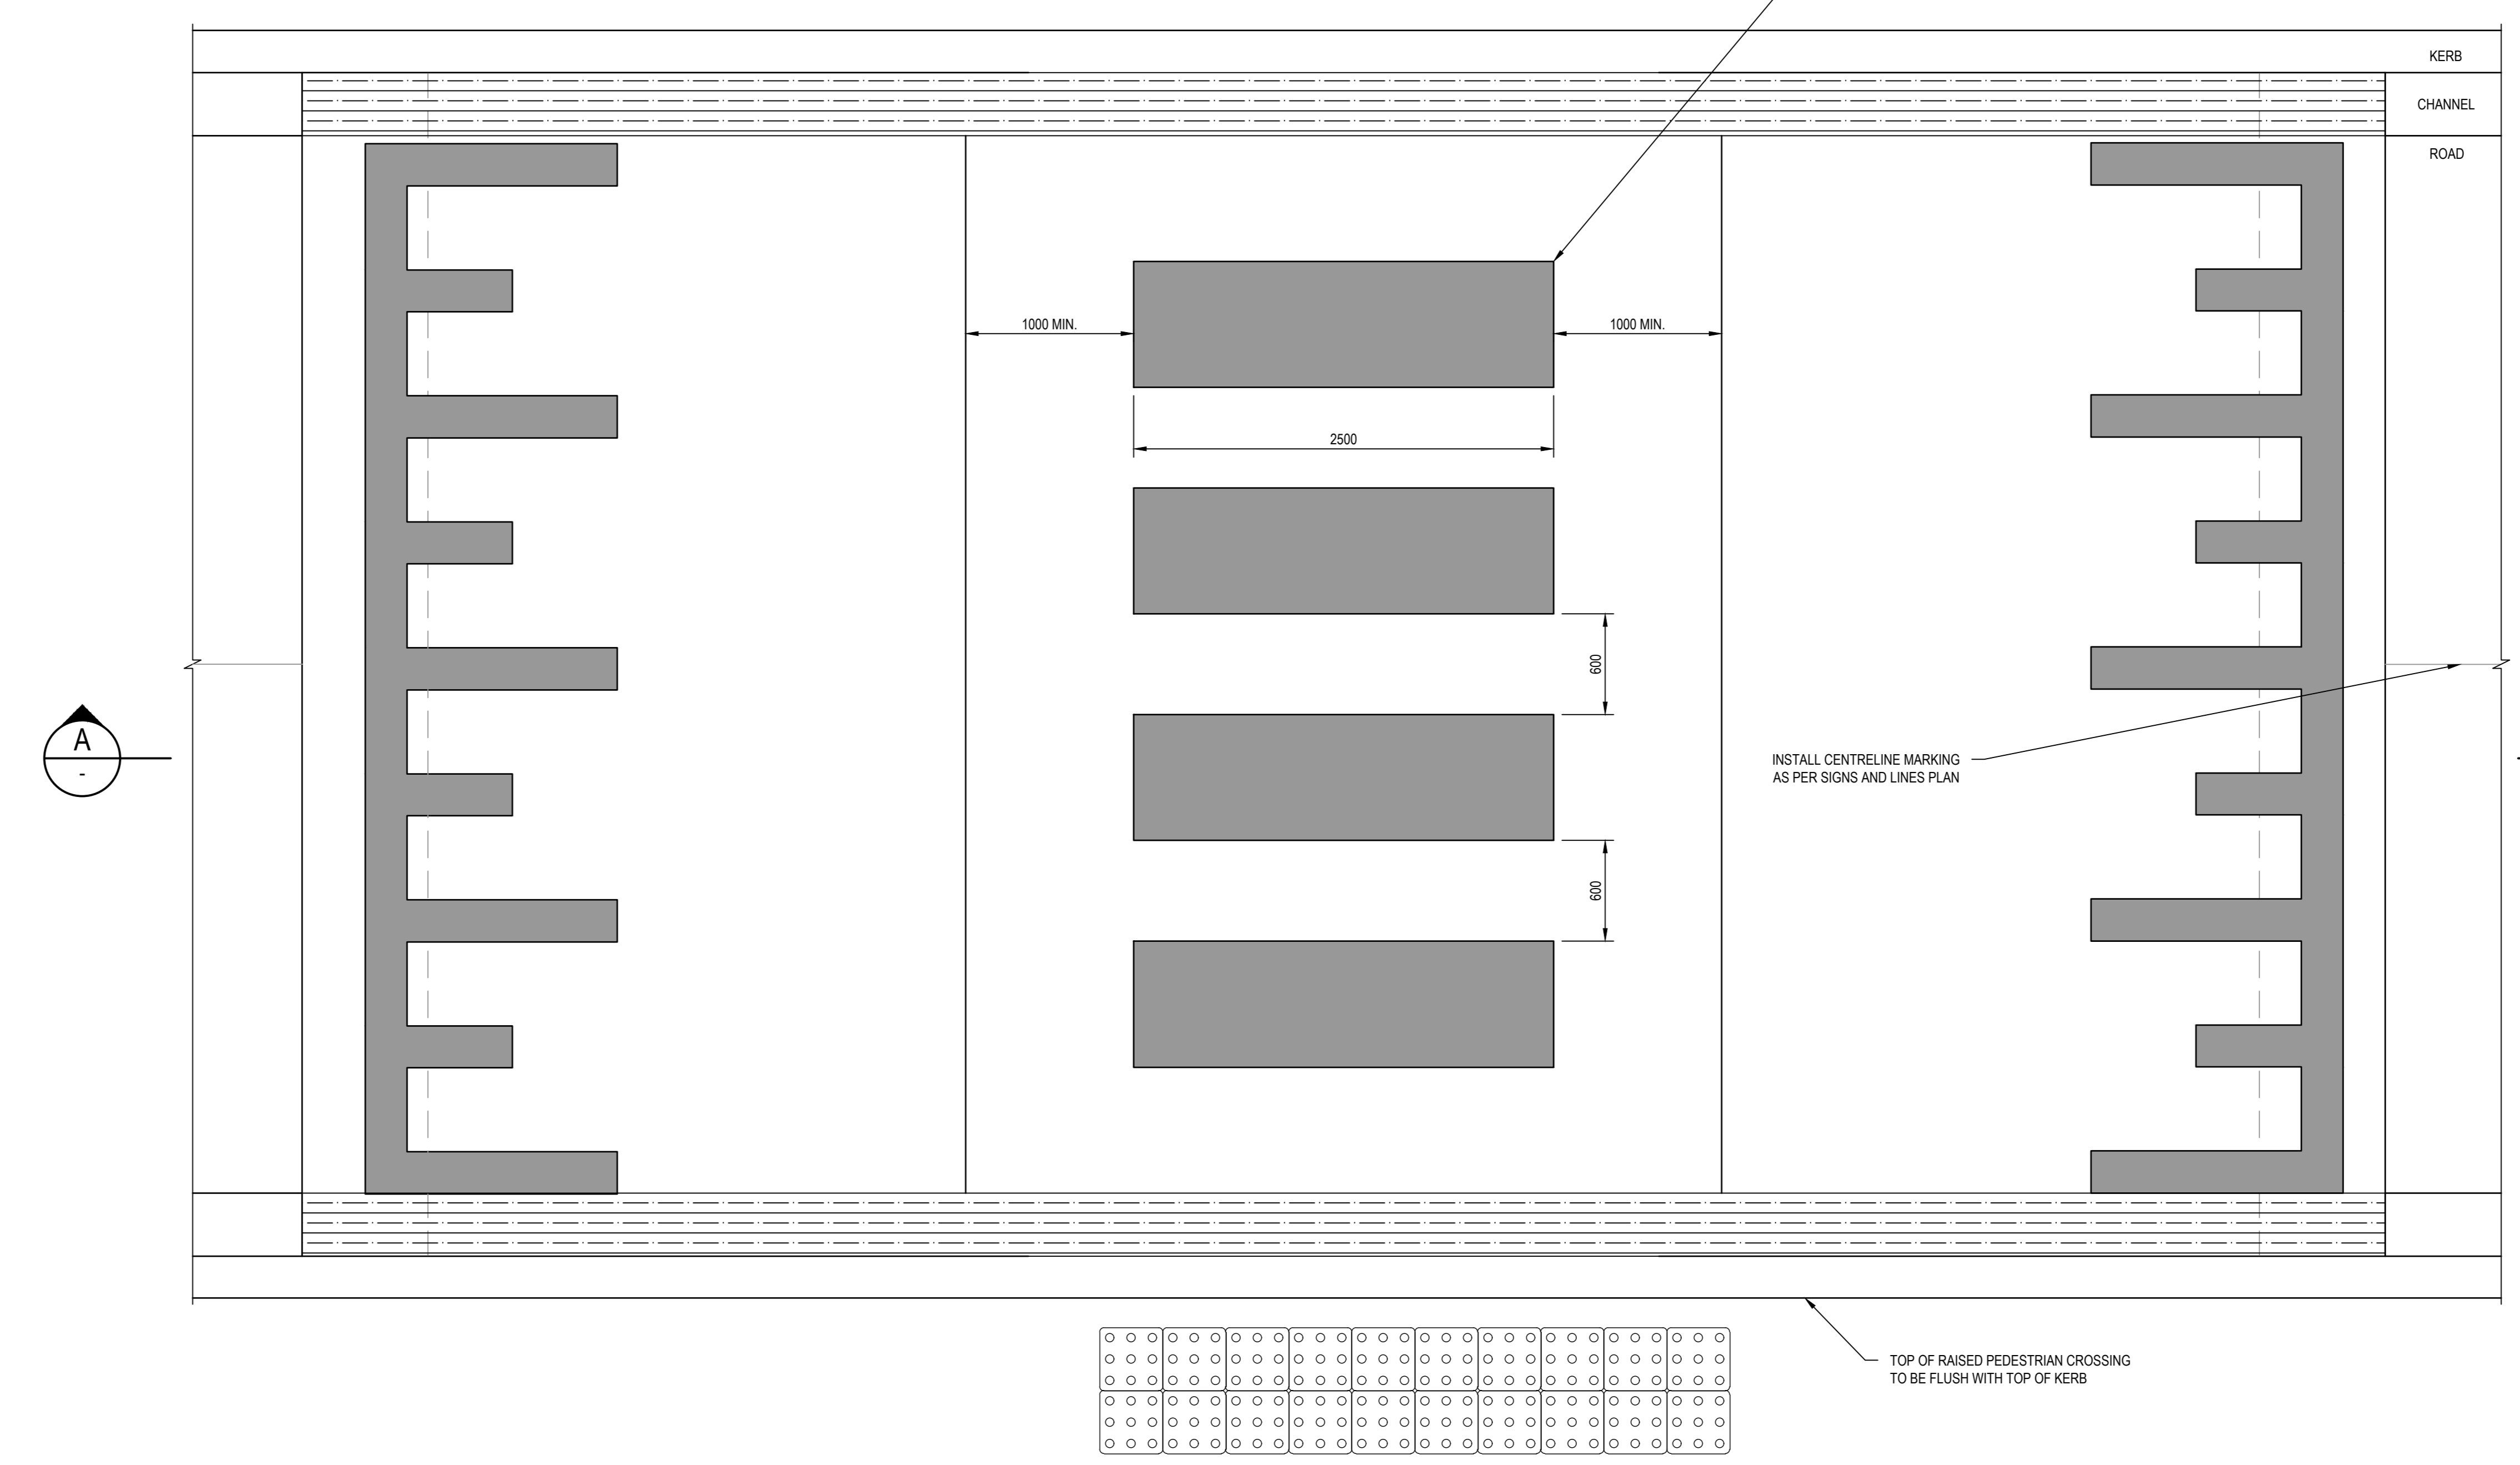 KERB
CHANNEL
ROAD
1000 MIN.
1000 MIN.
2500
600
A
-
INSTALL CENTRELINE MARKING
AS PER SIGNS AND LINES PLAN
600
TOP OF RAISED PEDESTRIAN CROSSING
TO BE FLUSH WITH TOP OF KERB